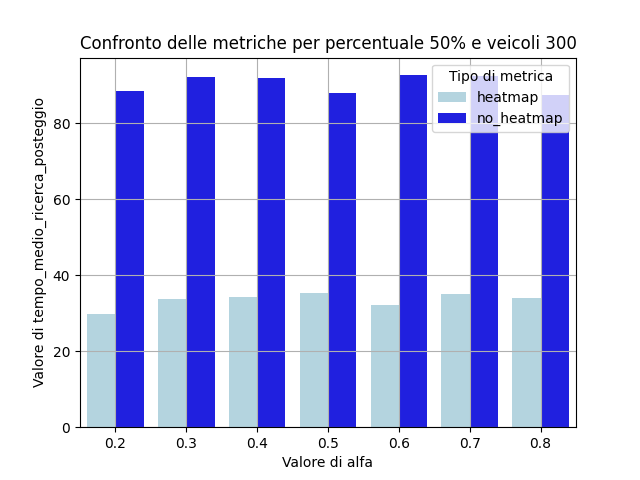 Confronto delle metriche per percentuale 50% e veicoli 300
Tipo di metrica
heatmap
no_heatmap
Valore di tempo_medio_ricerca_posteggio
80
60
40
20
0
0.2 0.3 0.4 0.5 0.6 0.7 0.8
Valore di alfa